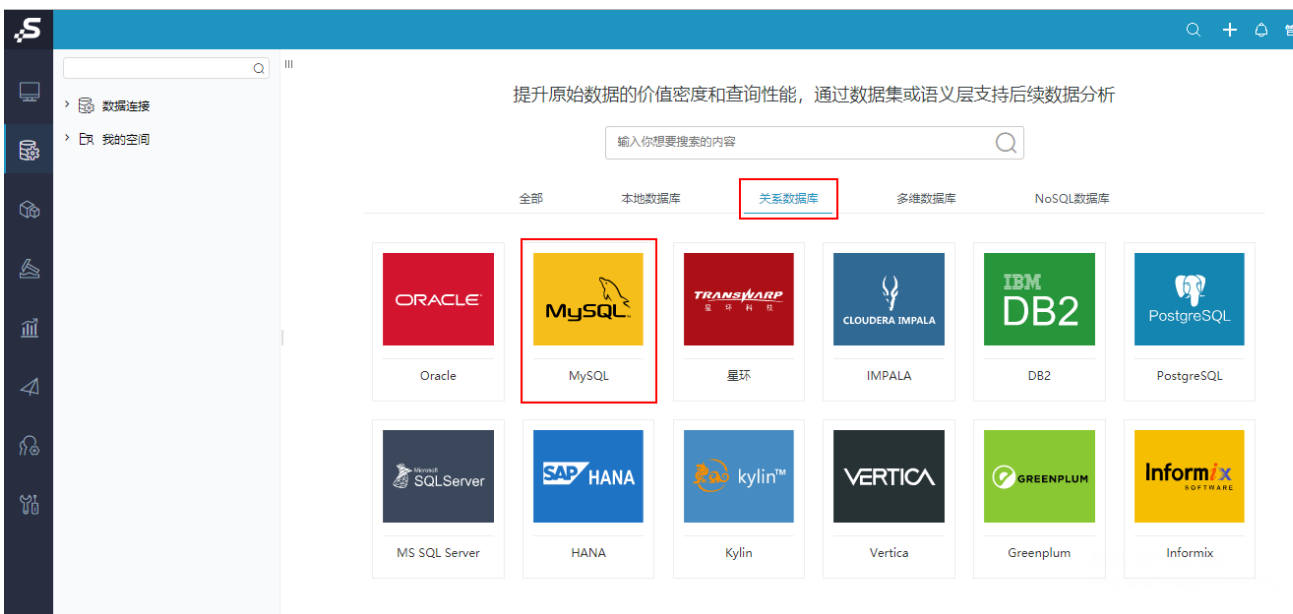 S
管
数据连接
我的空间
提升原始数据的价值密度和查询性能，通过数据集或语义层支持后续数据分析
输入你想要搜索的内容
全部 本地数据库 关系数据库 多维数据库 NoSQL数据库
ORACLE
MySQL
TRANSWARP
星环科技
CLOUDERA IMPALA
IBM
DB2
PostgreSQL
Oracle MySQL 星环 IMPALA DB2 PostgreSQL
Microsoft
SQLServer
SAP HANA
kylin™
VERTICA
GREENPLUM
Informix
SOFTWARE
MS SQL Server HANA Kylin Vertica Greenplum Informix